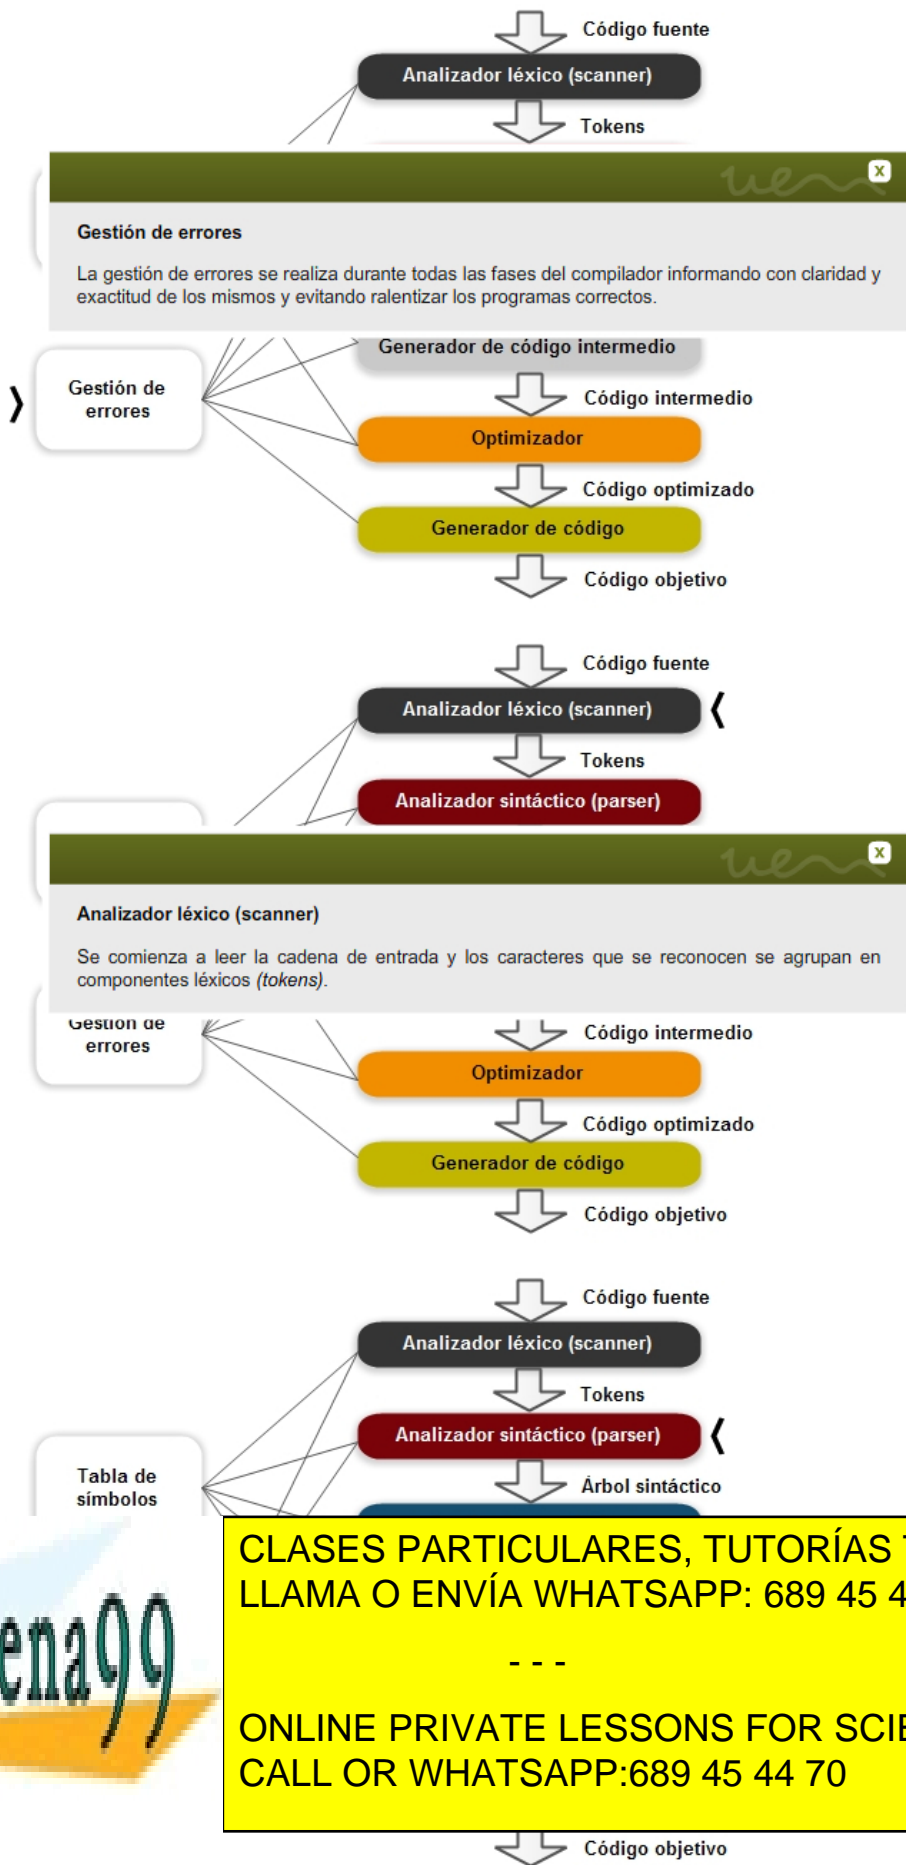 Código fuente
Analizador léxico (scanner)
Tokens
x
Gestión de errores
La gestión de errores se realiza durante todas las fases del compilador informando con claridad y
exactitud de los mismos y evitando ralentizar los programas correctos.
Generador de código intermedio
Gestión de
errores
Código intermedio
Optimizador
Código optimizado
Generador de código
Código objetivo
Código fuente
Analizador léxico (scanner)
Tokens
Analizador sintáctico (parser)
x
Analizador léxico (scanner)
Se comienza a leer la cadena de entrada y los caracteres que se reconocen se agrupan en
componentes léxicos (tokens).
Gestión de
errores
Código intermedio
Optimizador
Código optimizado
Generador de código
Código objetivo
Código fuente
Analizador léxico (scanner)
Tokens
Analizador sintáctico (parser)
Árbol sintáctico
Tabla de
símbolos
ena99
CLASES PARTICULARES, TUTORÍAS
LLAMA O ENVÍA WHATSAPP: 689 45 4
- - -
ONLINE PRIVATE LESSONS FOR
CALL OR WHATSAPP:689 45 44 70
Código objetivo